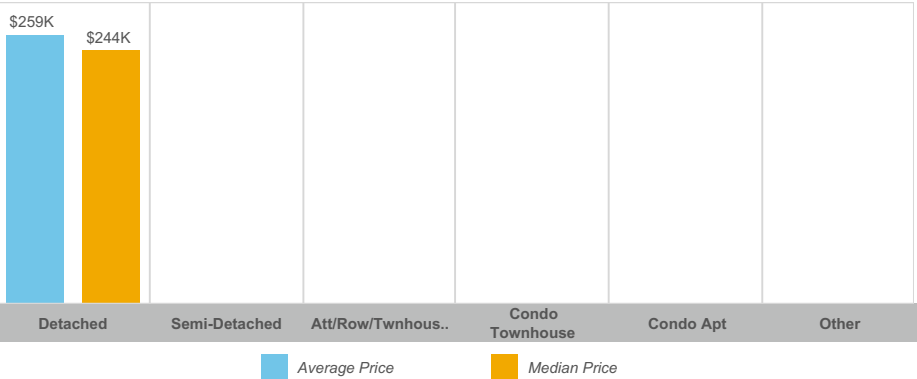 $259K
$244K
Detached
Semi-Detached
Att/Row/Twnhous..
Condo
Townhouse
Condo Apt
Other
Average Price
Median Price